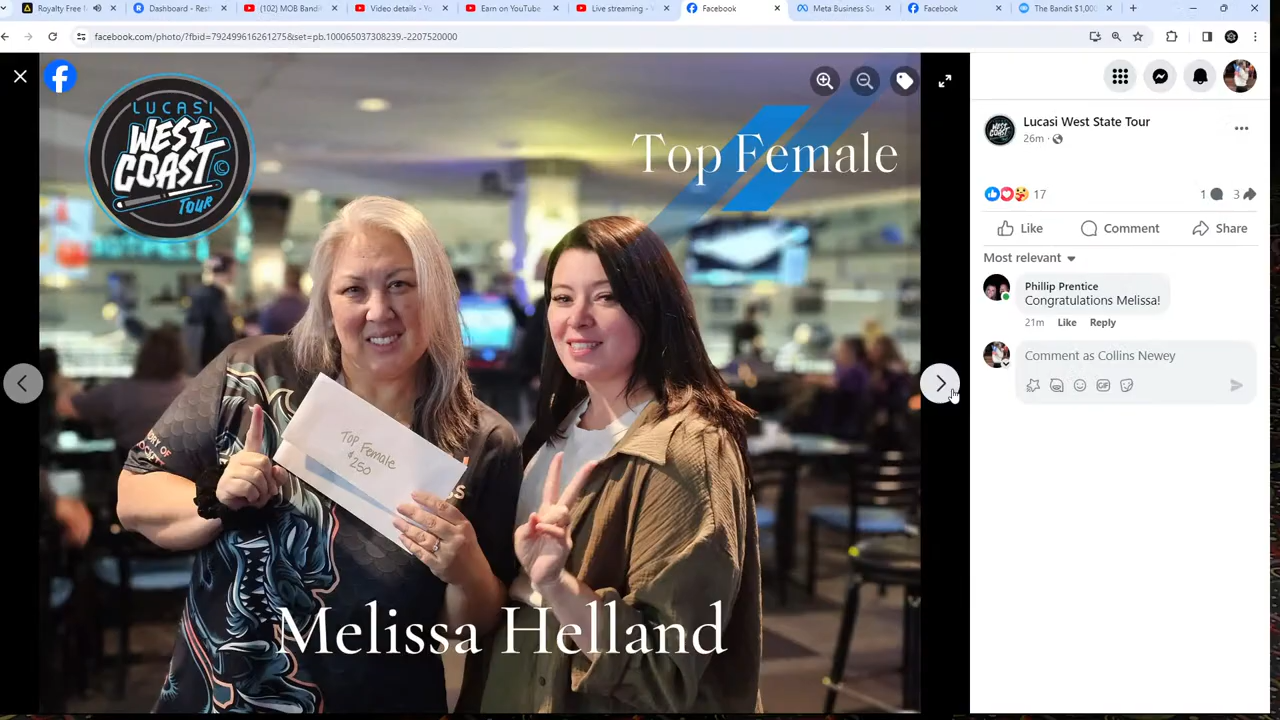 Royalty Free
Dashboard - Rest
(102) MOB Bandi
Video details - Yo
Earn on YouTube
Live streaming -
Facebook
Meta Business Su
Facebook
The Bandit $1,000
facebook.com/photo/?fbid=792499616261275&set=pb.100065037308239.-2207520000
LUCASI
WEST
COAST
TOUR
Top Female
Lucasi West State Tour
26m ·
17
1
3
Like
Comment
Share
Most relevant
Phillip Prentice
Congratulations Melissa!
21m
Like
Reply
Comment as Collins Newey
GIF
Top Female
$250
Melissa Helland